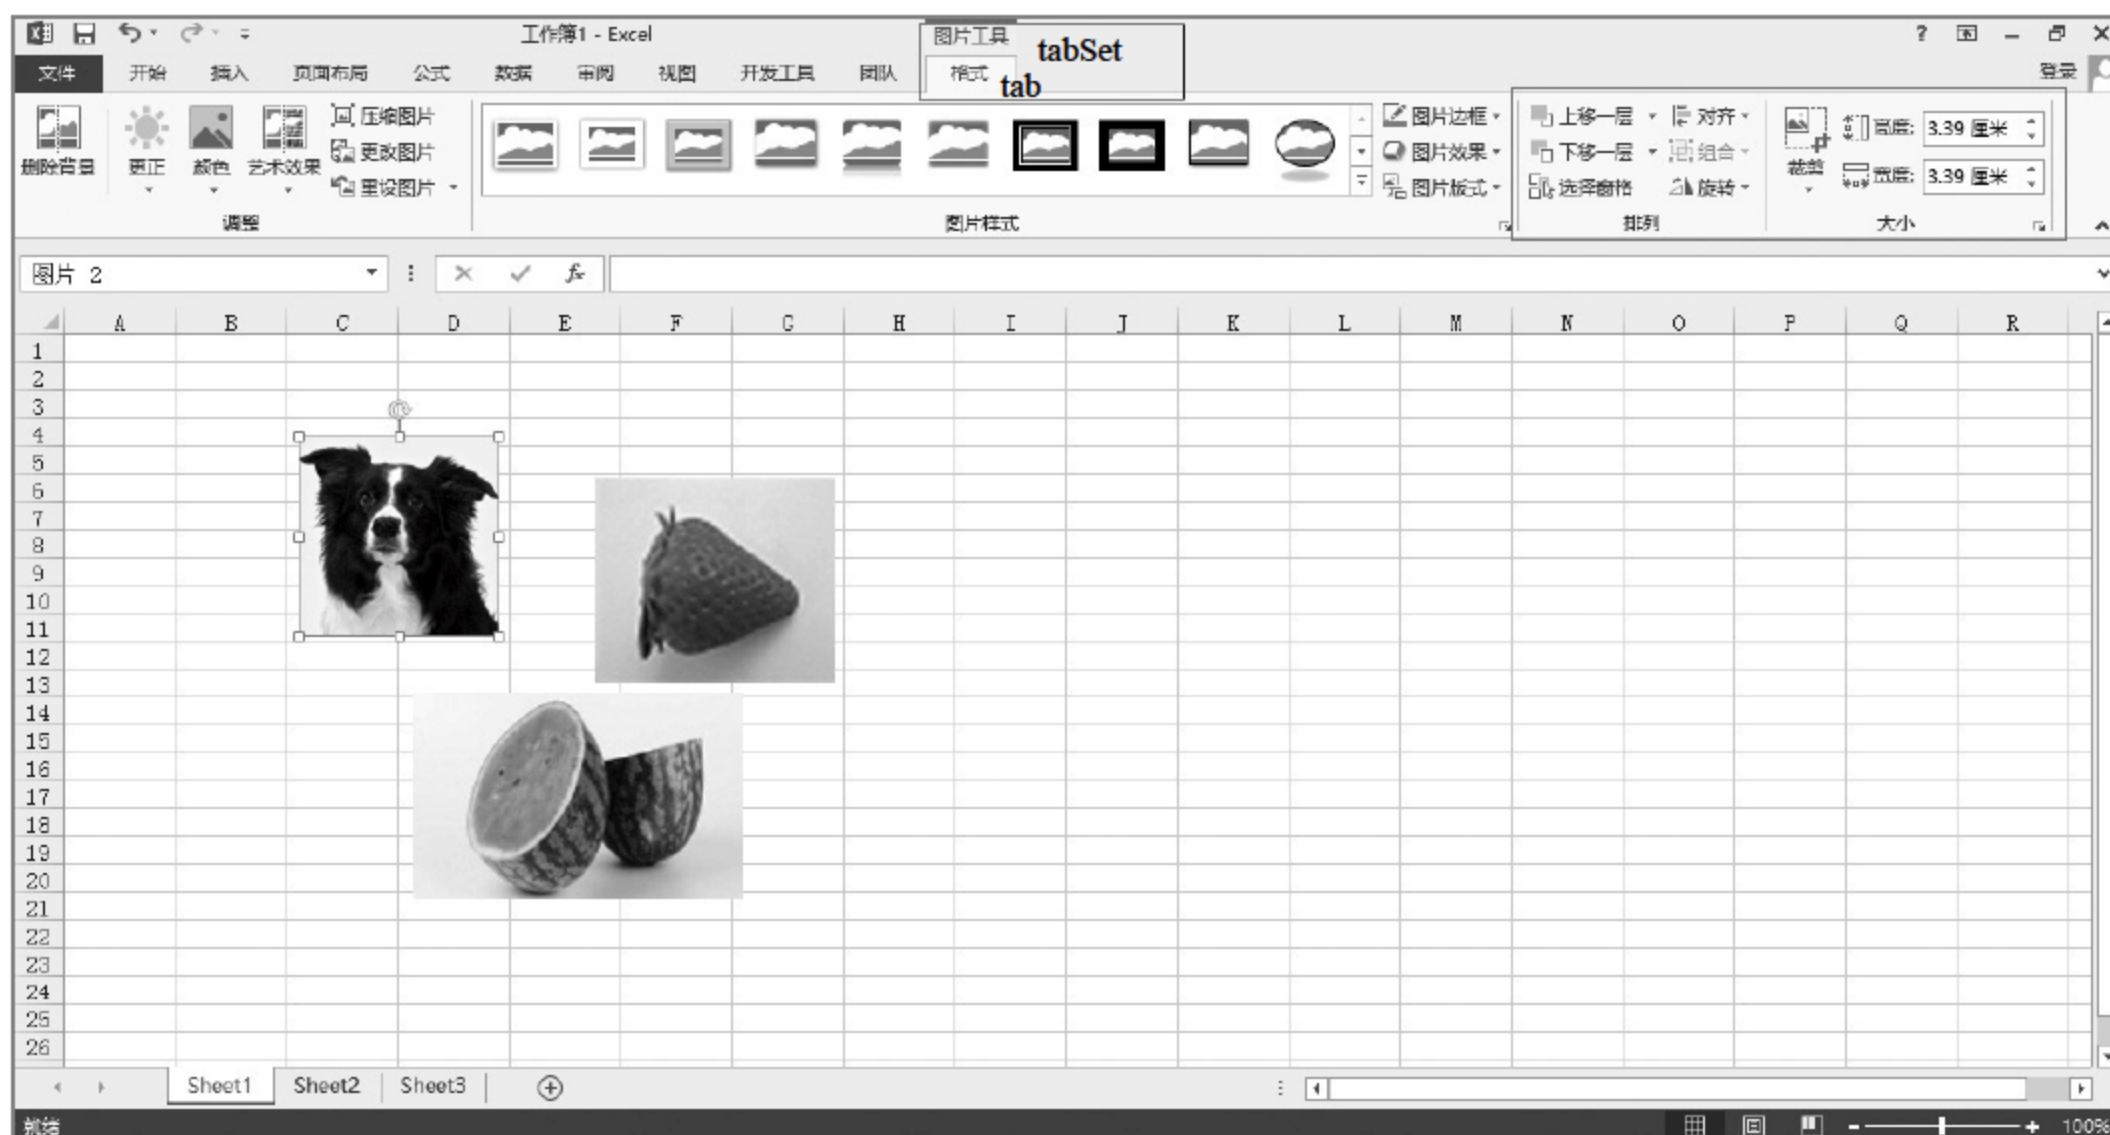 工作簿1 - Excel
图片工具
tabSet
?
文件 开始 插入 页面布局 公式 数据 审阅 视图 开发工具 团队 格式 tab 登录
删除背景 更正 颜色 艺术效果
压缩图片
更改图片
重设图片
调整
图片样式
图片边框
图片效果
图片版式
上移一层 对齐
下移一层 组合
选择窗格 旋转
排列
裁剪
高度: 3.39 厘米
宽度: 3.39 厘米
大小
图片 2 fx
A B C D E F G H I J K L M N O P Q R
1
2
3
4
5
6
7
8
9
10
11
12
13
14
15
16
17
18
19
20
21
22
23
24
25
26
Sheet1 Sheet2 Sheet3
就绪 100%